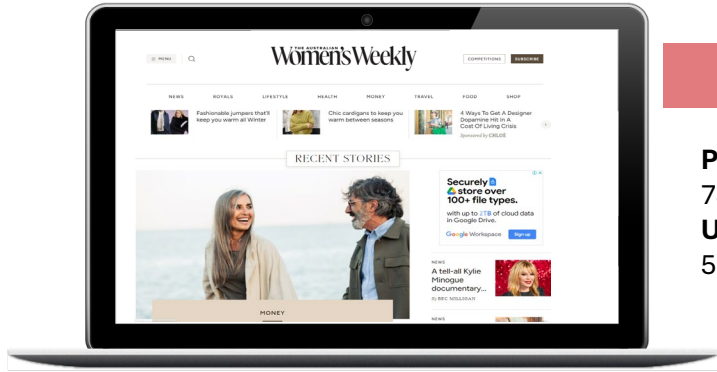 MENU
THE AUSTRALIAN
Women'sWeekly
COMPETITIONS
SUBSCRIBE
NEWS
ROYALS
LIFESTYLE
HEALTH
MONEY
TRAVEL
FOOD
SHOP
Fashionable jumpers that'll
keep you warm all Winter
Chic cardigans to keep you
warm between seasons
4 Ways To Get A Designer
Dopamine Hit In A
Cost Of Living Crisis
Sponsored by CHLOÉ
RECENT STORIES
Securely
& store over
100+ file types.
with up to 2TB of cloud data
in Google Drive.
Google Workspace
Sign up
NEWS
A tell-all Kylie
Minogue
documentary...
By BEC MILLIGAN
MONEY
NEWS
P
7
U
5